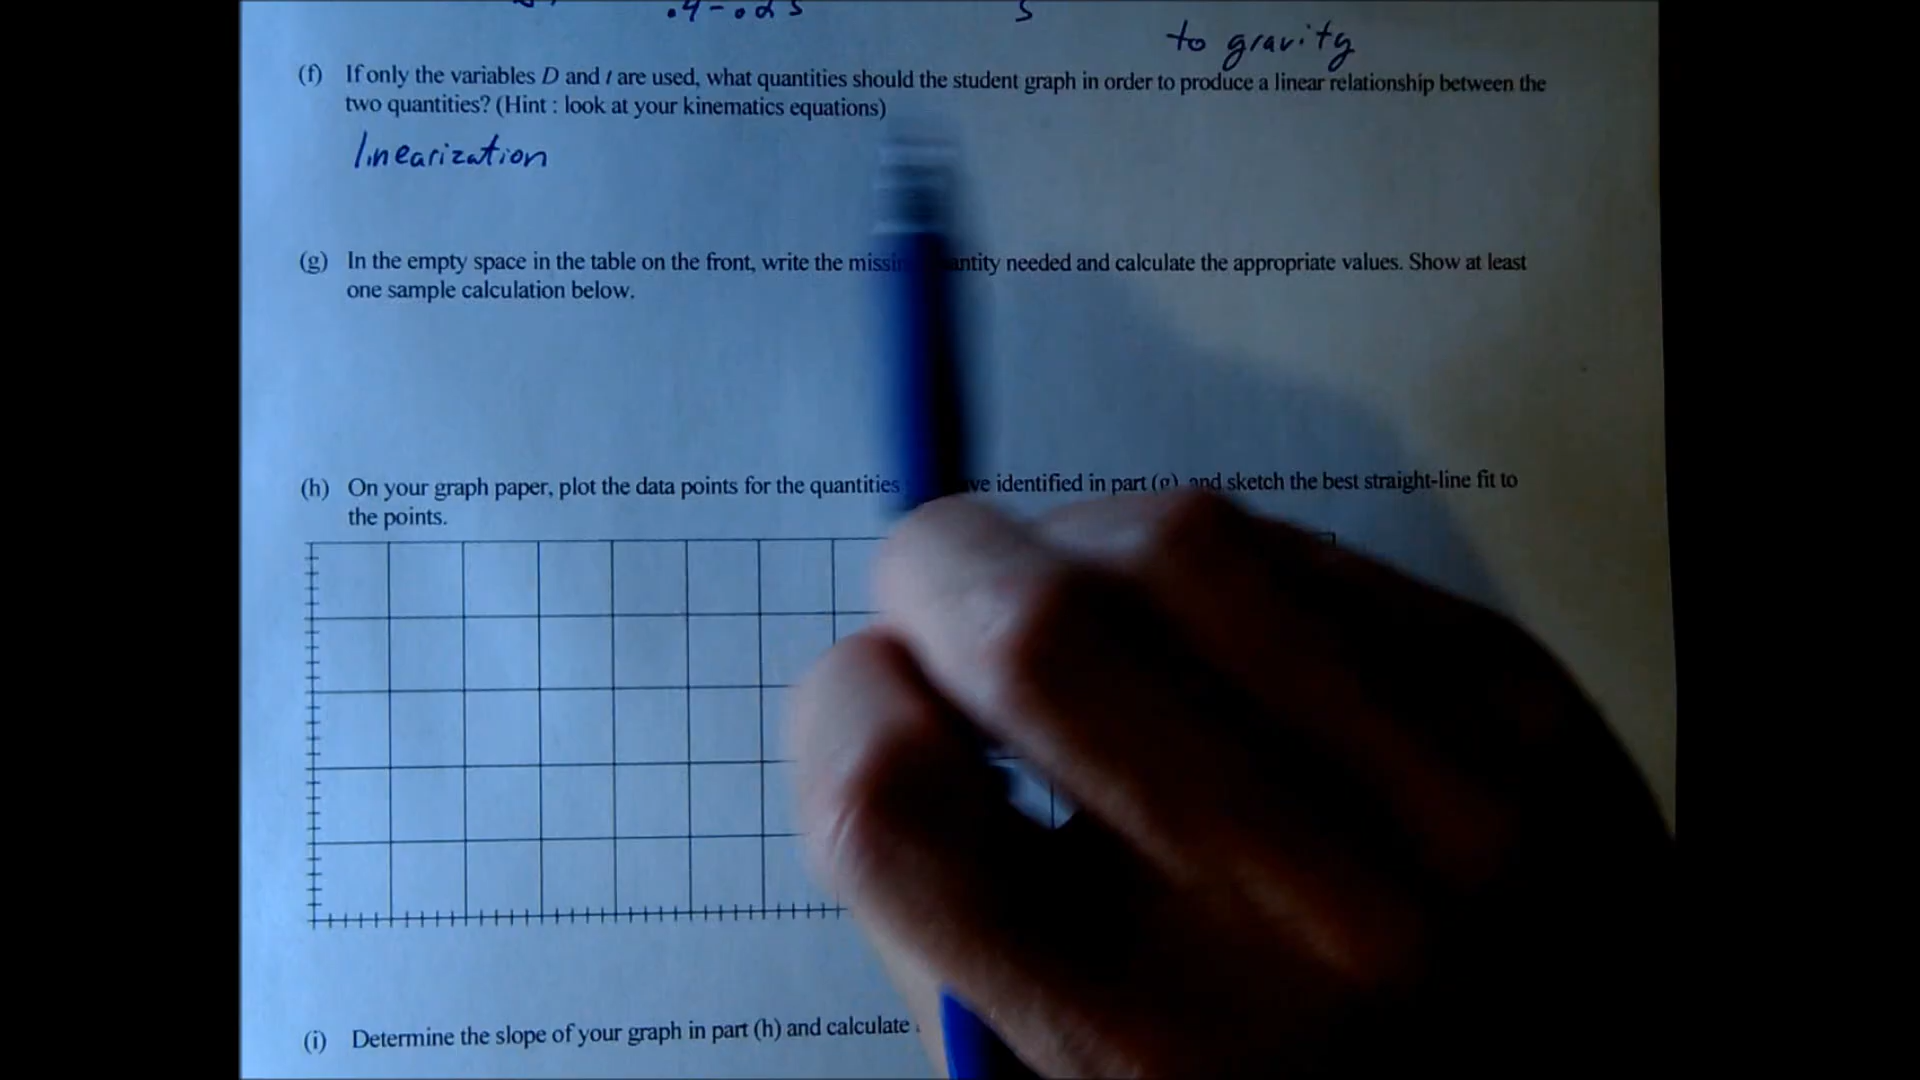 .4-.25 s
to gravity
(f) If only the variables D and t are used, what quantities should the student graph in order to produce a linear relationship between the
two quantities? (Hint : look at your kinematics equations)
linearization
(g) In the empty space in the table on the front, write the needed and calculate the appropriate values. Show at least
one sample calculation below.
(h) On your graph paper, plot the data points for the quantities identified in part (g), and sketch the best straight-line fit to
the points.
(i) Determine the slope of your graph in part (h) and calculate